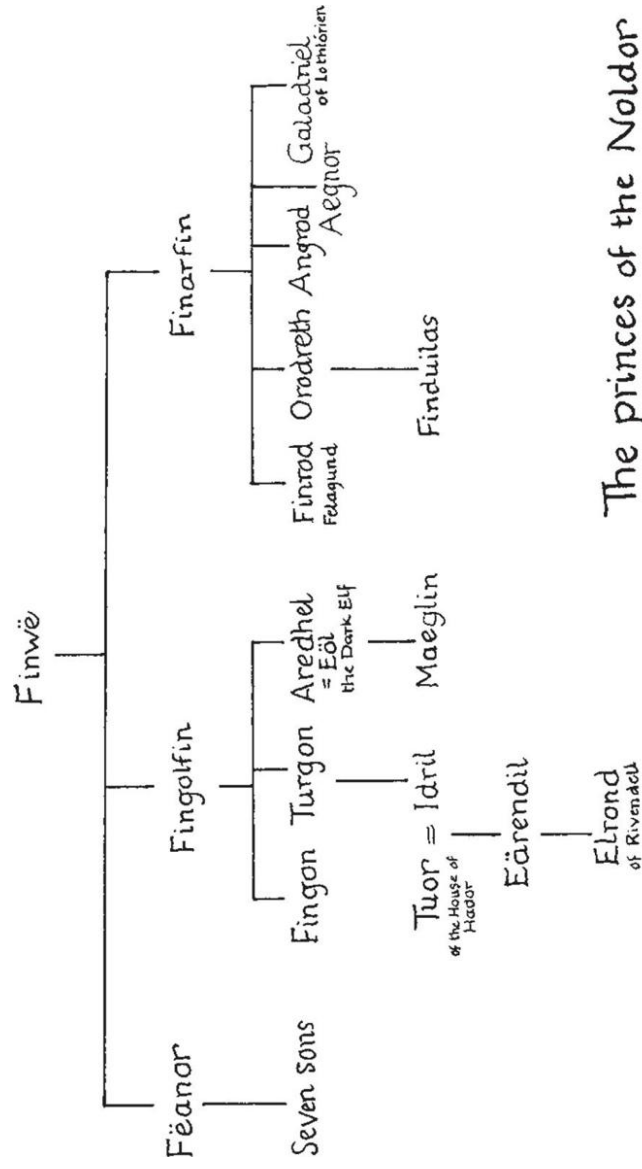 Finwë
Fëanor Fingolfin Finarfin
Seven sons Fingon Turgon Aredhel Finrod Orodreth Angrod Galadriel
= Eöl Felagund Aegnor of Lothlórien
the Dark Elf
Tuor = Idril Maeglin Finduilas
of the House of
Hador
Eärendil
Elrond
of Rivendell
The princes of the Noldor